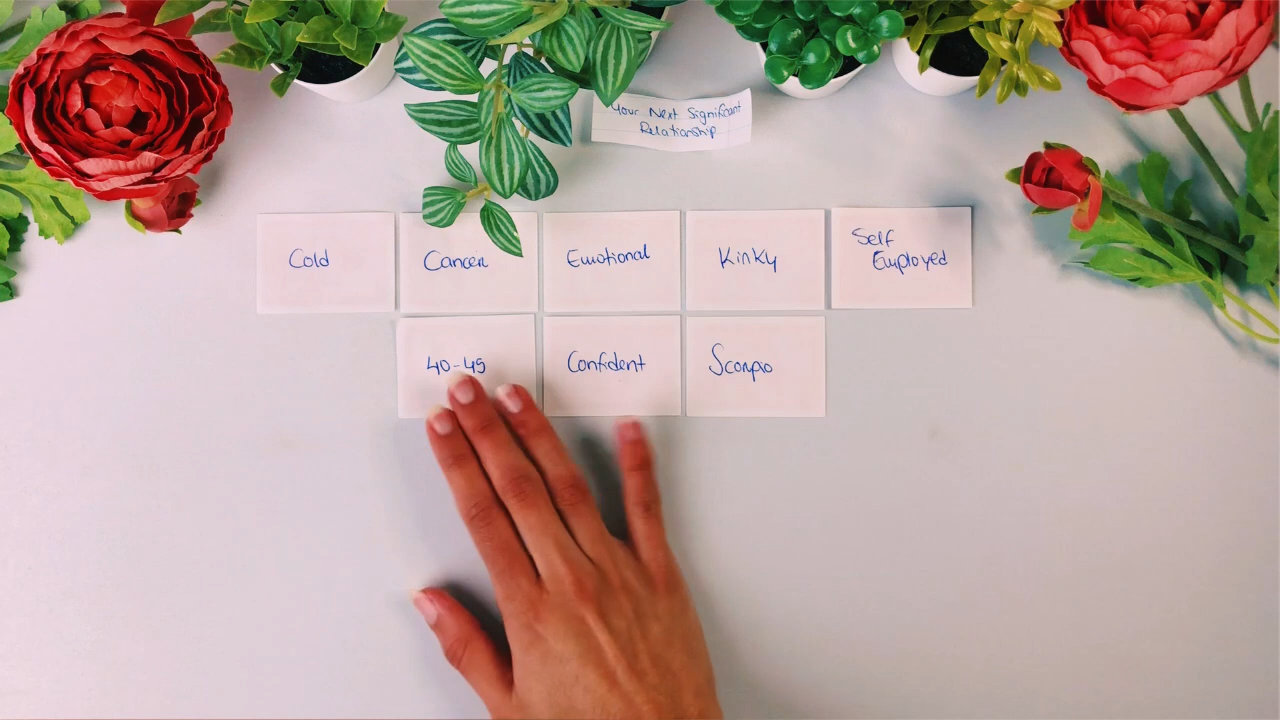 Your Next Significant
Relationship
Cold
Cancer
Emotional
Kinky
Self
Employed
40-45
Confident
Scorpio